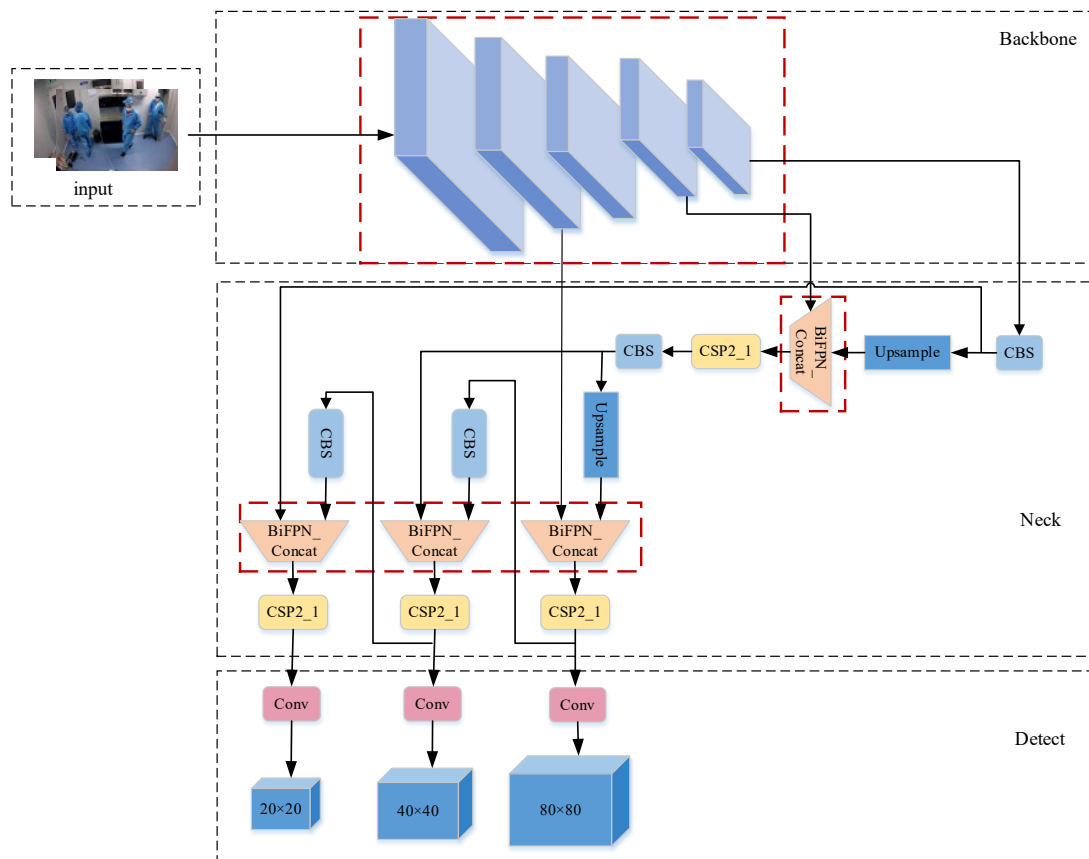 Backbone
input
BiFPN_
Concat
CBS
CSP2_1
Upsample
CBS
CBS
CBS
Upsample
BiFPN_
Concat
BiFPN_
Concat
BiFPN_
Concat
Neck
CSP2_1
CSP2_1
CSP2_1
Conv
Conv
Conv
Detect
20×20
40×40
80×80